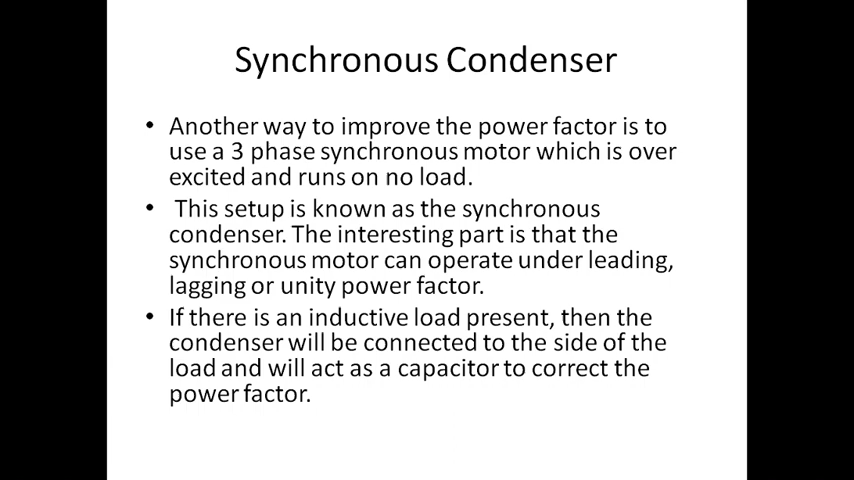 Synchronous Condenser
• Another way to improve the power factor is to
use a 3 phase synchronous motor which is over
excited and runs on no load.
• This setup is known as the synchronous
condenser. The interesting part is that the
synchronous motor can operate under leading,
lagging or unity power factor.
• If there is an inductive load present, then the
condenser will be connected to the side of the
load and will act as a capacitor to correct the
power factor.